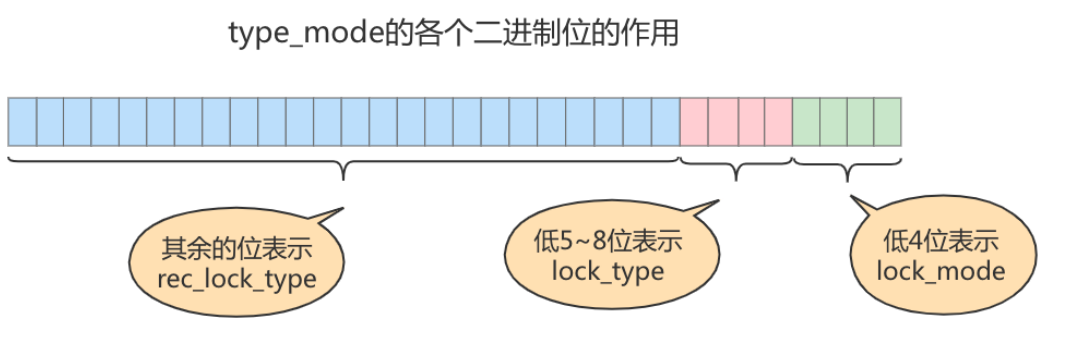 type_mode的各个二进制位的作用
其余的位表示
rec_lock_type
低5~8位表示
lock_type
低4位表示
lock_mode